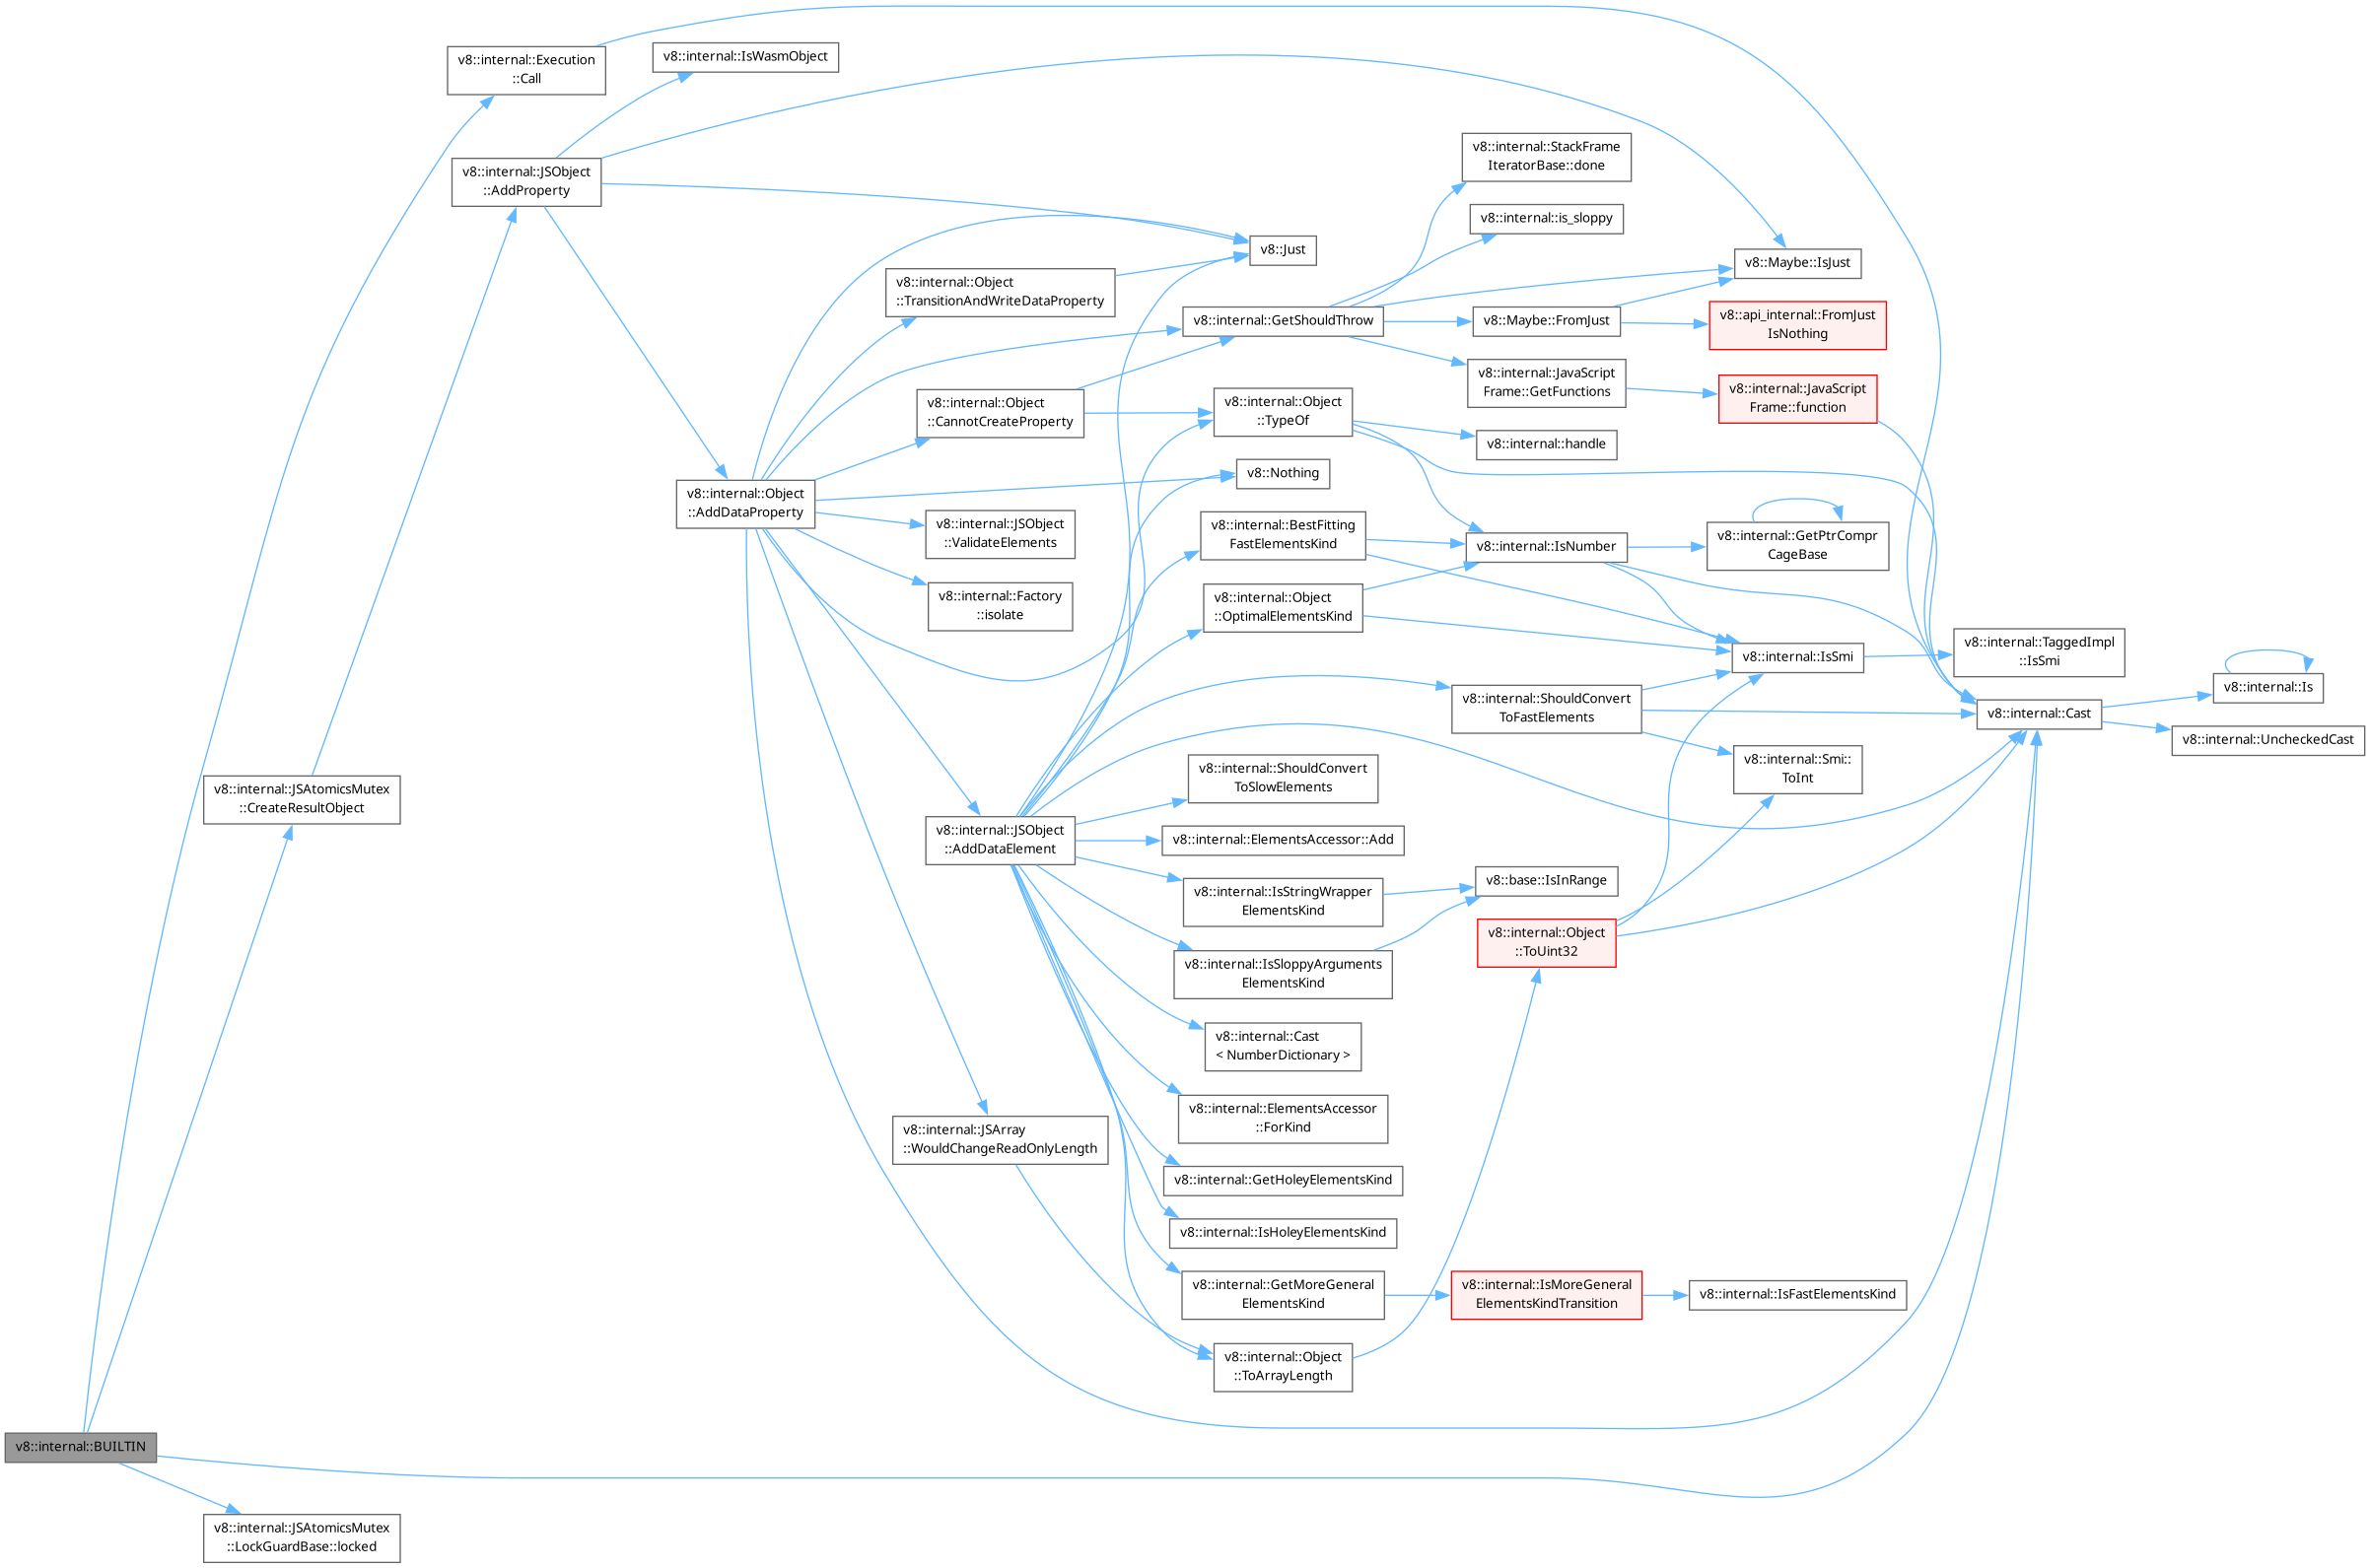 v8::internal::Execution
::Call
v8::internal::IsWasmObject
v8::internal::JSObject
::AddProperty
v8::internal::StackFrame
IteratorBase::done
v8::internal::is_sloppy
v8::Just
v8::Maybe::IsJust
v8::internal::Object
::TransitionAndWriteDataProperty
v8::internal::GetShouldThrow
v8::Maybe::FromJust
v8::api_internal::FromJust
IsNothing
v8::internal::JavaScript
Frame::GetFunctions
v8::internal::JavaScript
Frame::function
v8::internal::Object
::CannotCreateProperty
v8::internal::Object
::TypeOf
v8::internal::handle
v8::Nothing
v8::internal::Object
::AddDataProperty
v8::internal::JSObject
::ValidateElements
v8::internal::BestFitting
FastElementsKind
v8::internal::IsNumber
v8::internal::GetPtrCompr
CageBase
v8::internal::Factory
::isolate
v8::internal::Object
::OptimalElementsKind
v8::internal::IsSmi
v8::internal::TaggedImpl
::IsSmi
v8::internal::Is
v8::internal::ShouldConvert
ToFastElements
v8::internal::Cast
v8::internal::UncheckedCast
v8::internal::Smi::
ToInt
v8::internal::ShouldConvert
ToSlowElements
v8::internal::JSAtomicsMutex
::CreateResultObject
v8::internal::JSObject
::AddDataElement
v8::internal::ElementsAccessor::Add
v8::internal::IsStringWrapper
ElementsKind
v8::base::IsInRange
v8::internal::Object
::ToUint32
v8::internal::IsSloppyArguments
ElementsKind
v8::internal::Cast
< NumberDictionary >
v8::internal::ElementsAccessor
::ForKind
v8::internal::JSArray
::WouldChangeReadOnlyLength
v8::internal::GetHoleyElementsKind
v8::internal::IsHoleyElementsKind
v8::internal::GetMoreGeneral
ElementsKind
v8::internal::IsMoreGeneral
ElementsKindTransition
v8::internal::IsFastElementsKind
v8::internal::Object
::ToArrayLength
v8::internal::BUILTIN
v8::internal::JSAtomicsMutex
::LockGuardBase::locked